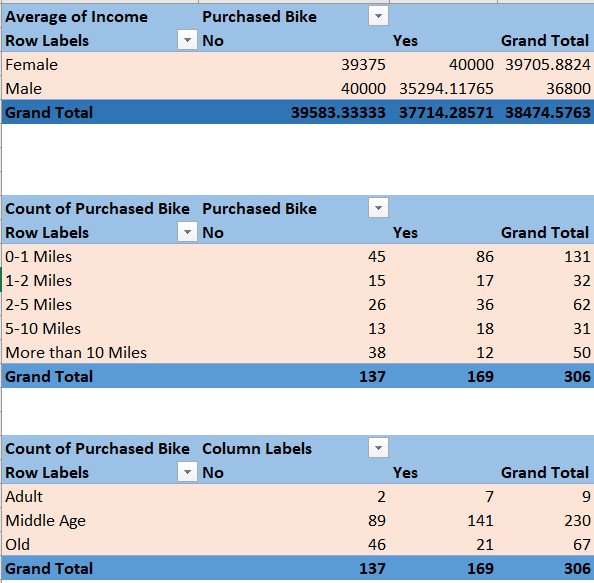 Average of Income Purchased Bike
Row Labels No Yes Grand Total
Female 39375 40000 39705.8824
Male 40000 35294.11765 36800
Grand Total 39583.33333 37714.28571 38474.5763
Count of Purchased Bike Purchased Bike
Row Labels No Yes Grand Total
0-1 Miles 45 86 131
1-2 Miles 15 17 32
2-5 Miles 26 36 62
5-10 Miles 13 18 31
More than 10 Miles 38 12 50
Grand Total 137 169 306
Count of Purchased Bike Column Labels
Row Labels No Yes Grand Total
Adult 2 7 9
Middle Age 89 141 230
Old 46 21 67
Grand Total 137 169 306